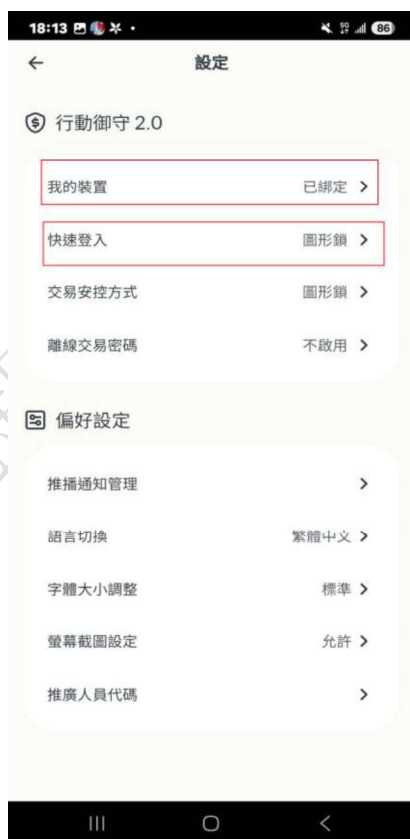 18:13
5G
86
設定
行動御守 2.0
我的裝置 已綁定
快速登入 圖形鎖
交易安控方式 圖形鎖
離線交易密碼 不啟用
偏好設定
推播通知管理
語言切換 繁體中文
字體大小調整 標準
螢幕截圖設定 允許
推廣人員代碼